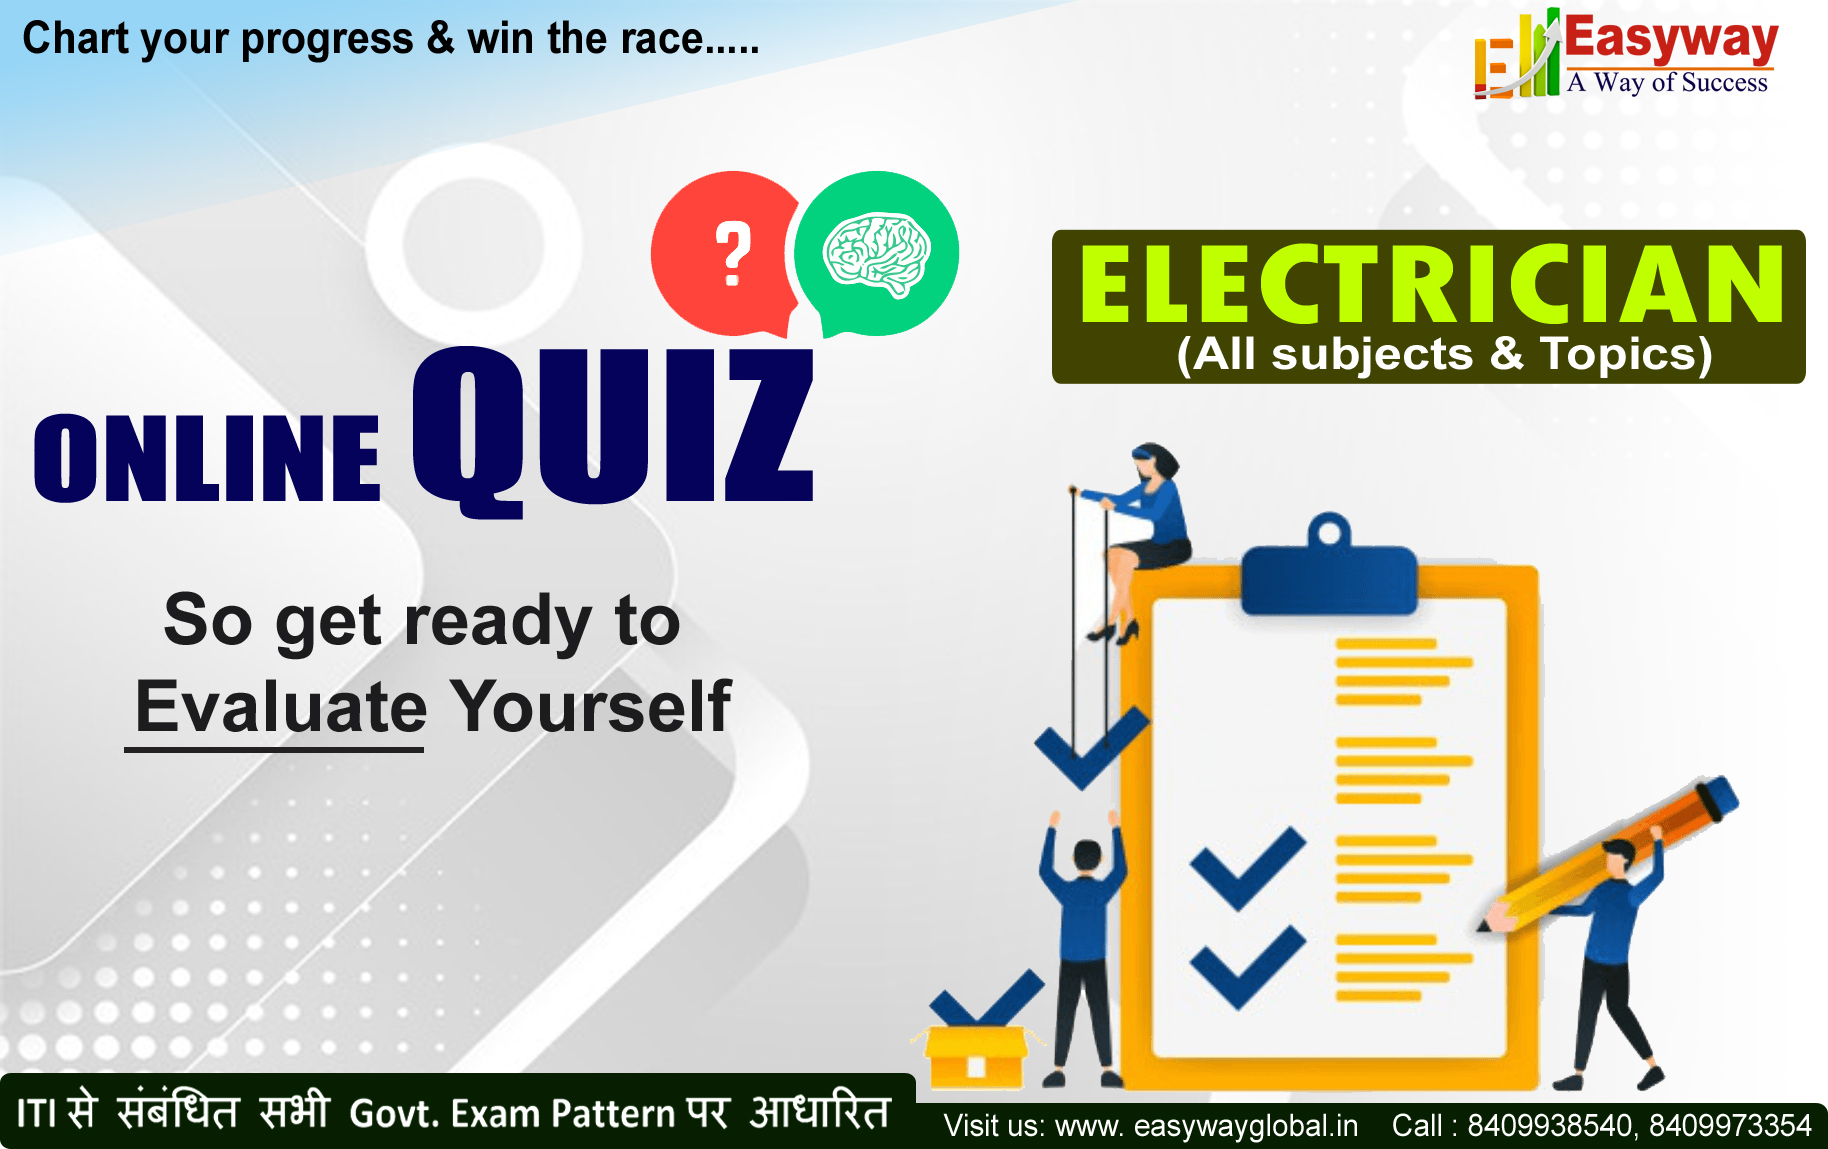 Chart your progress & win the race.....
Easyway
A Way of Success
?
ELECTRICIAN
(All subjects & Topics)
ONLINE QUIZ
So get ready to
Evaluate Yourself
ITI से संबंधित सभी Govt. Exam Pattern पर आधारित
Visit us: www. easywayglobal.in Call : 8409938540, 8409973354